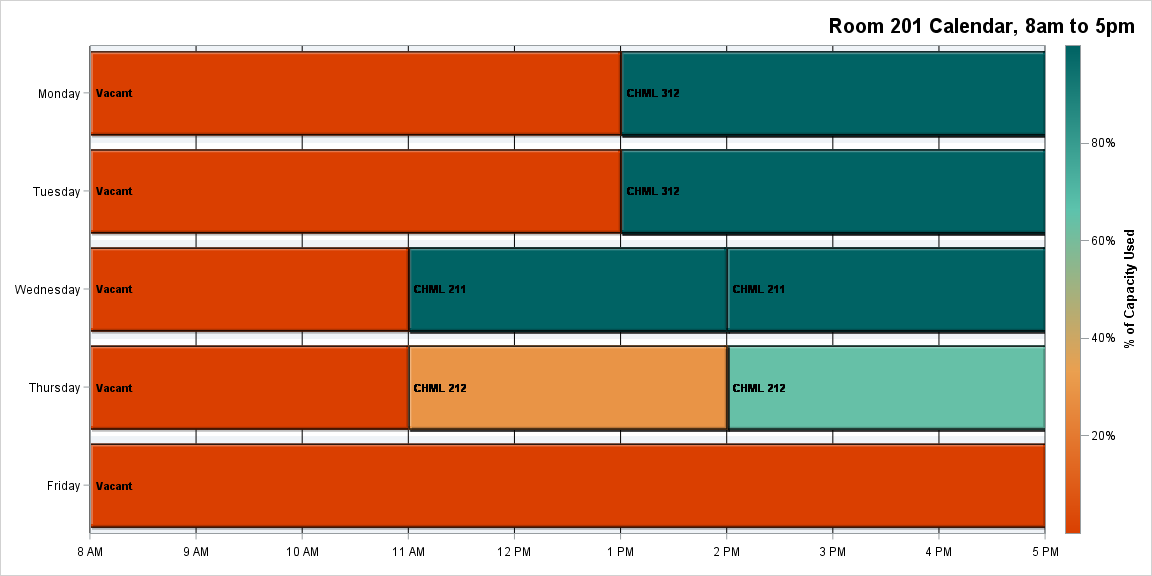 Room 201 Calendar, 8am to 5pm
Monday
Vacant
CHML 312
Tuesday
Vacant
CHML 312
Wednesday
Vacant
CHML 211
CHML 211
Thursday
Vacant
CHML 212
CHML 212
Friday
Vacant
8 AM
9 AM
10 AM
11 AM
12 PM
1 PM
2 PM
3 PM
4 PM
5 PM
80%
60%
40%
20%
% of Capacity Used